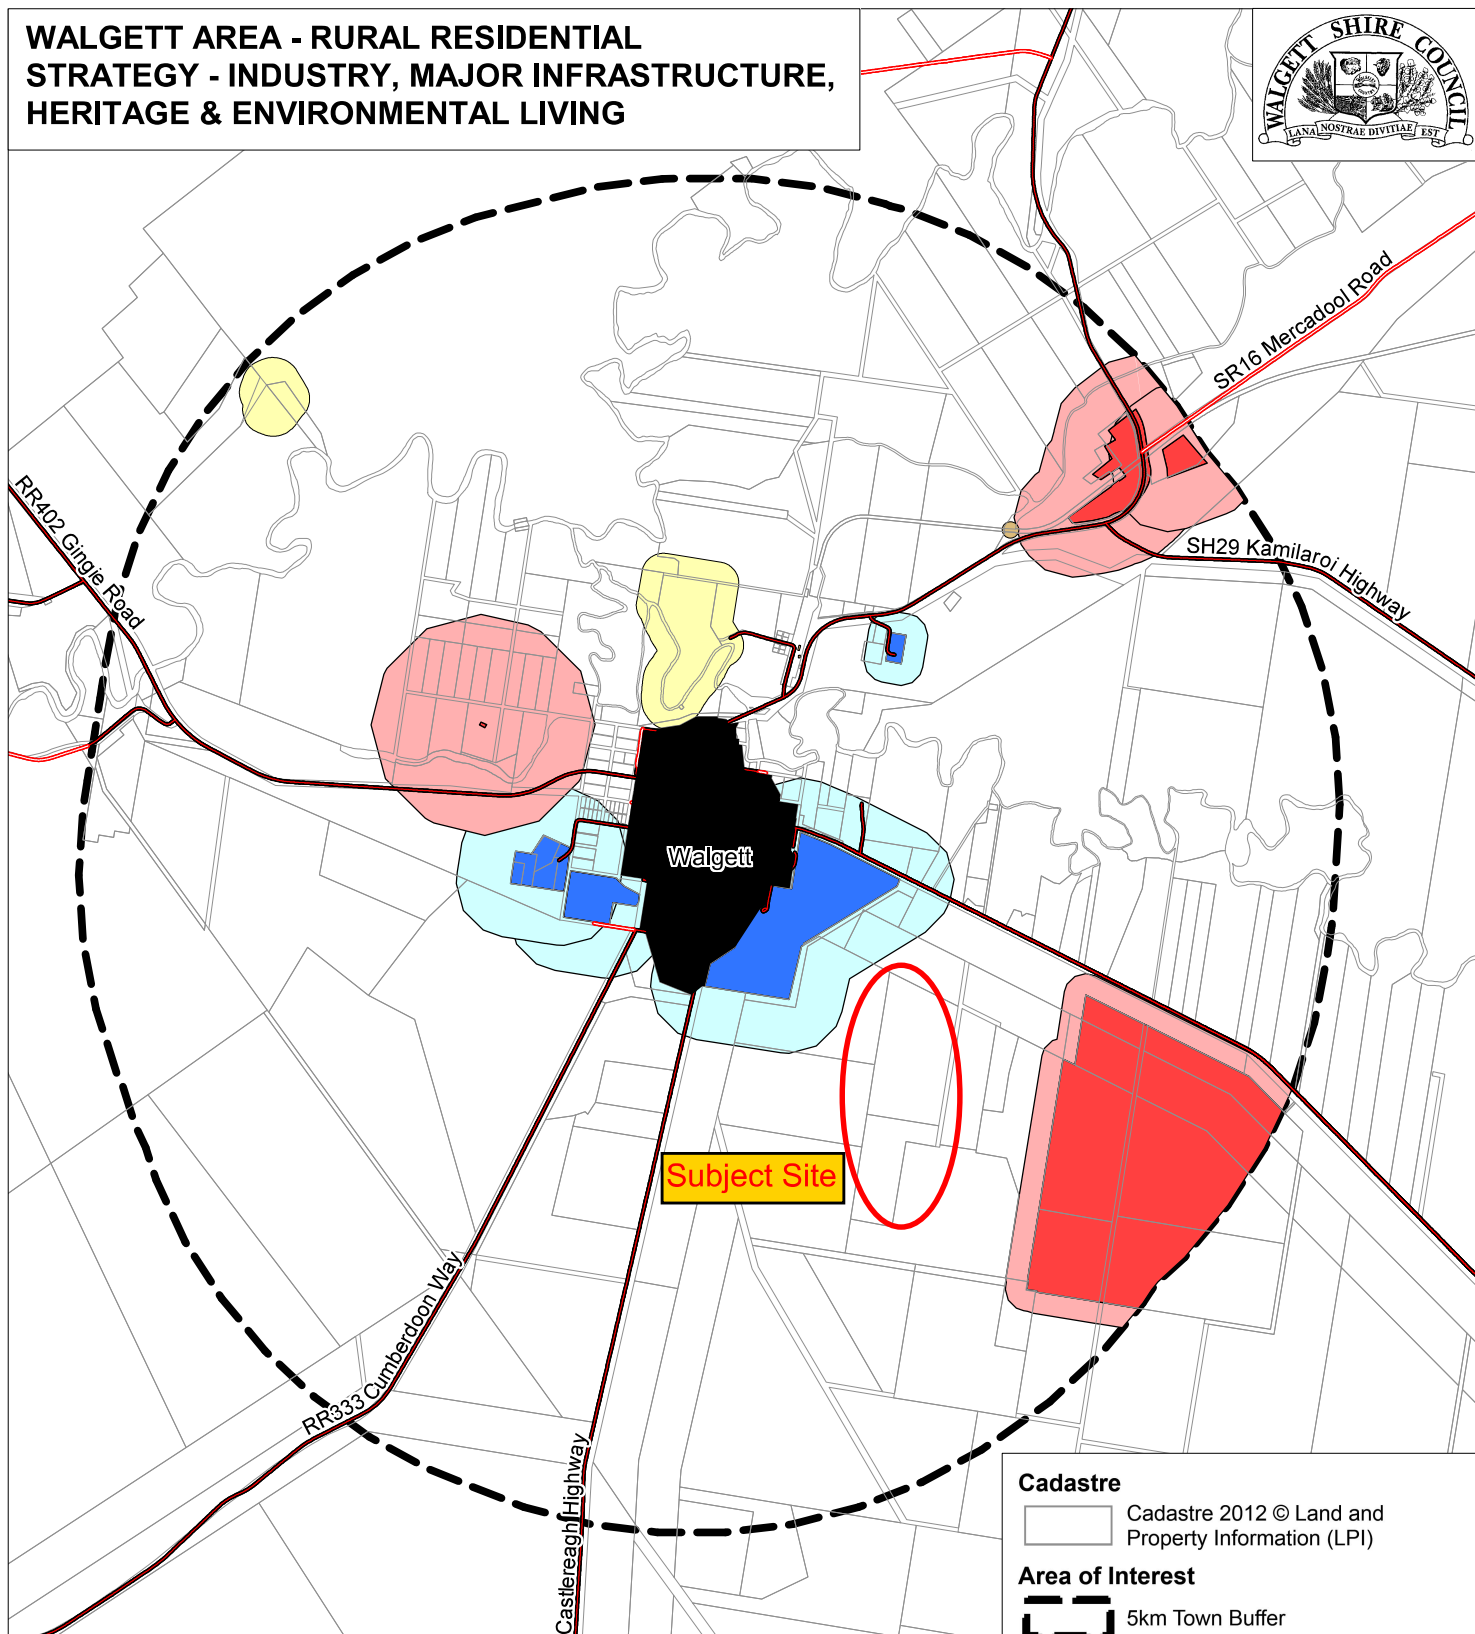 WALGETT AREA - RURAL RESIDENTIAL
STRATEGY - INDUSTRY, MAJOR INFRASTRUCTURE,
HERITAGE & ENVIRONMENTAL LIVING
WALGETT SHIRE COUNCIL
LANA NOSTRAE DIVITIAE EST
SR16 Mercadool Road
RR402 Gingie Road
SH29 Kamilaroi Highway
Walgett
Subject Site
RR333 Cumberdoon Way
Castlereagh Highway
Cadastre
Cadastre 2012 © Land and
Property Information (LPI)
Area of Interest
5km Town Buffer